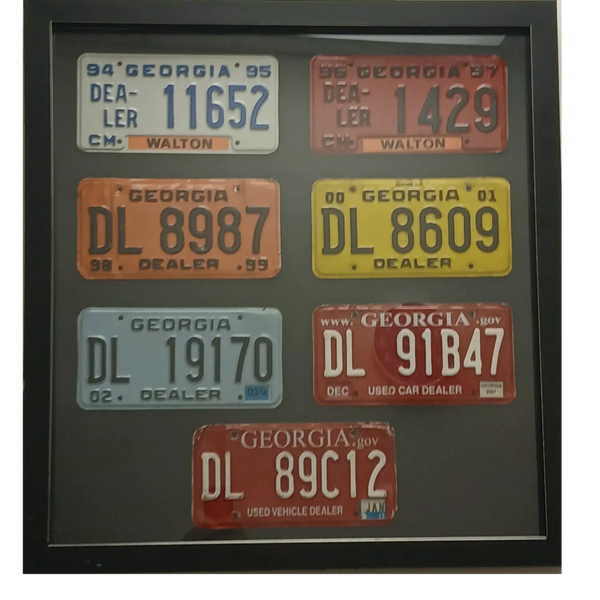 94 GEORGIA 95
DEA-
LER 11652
CM WALTON
96 GEORGIA 97
DEA-
LER 1429
CM WALTON
GEORGIA
DL 8987
98 DEALER 99
00 GEORGIA 01
DL 8609
DEALER
GEORGIA
DL 19170
02 DEALER
www.GEORGIA.gov
DL 91B47
DEC USED CAR DEALER
GEORGIA.gov
DL 89C12
USED VEHICLE DEALER JAN